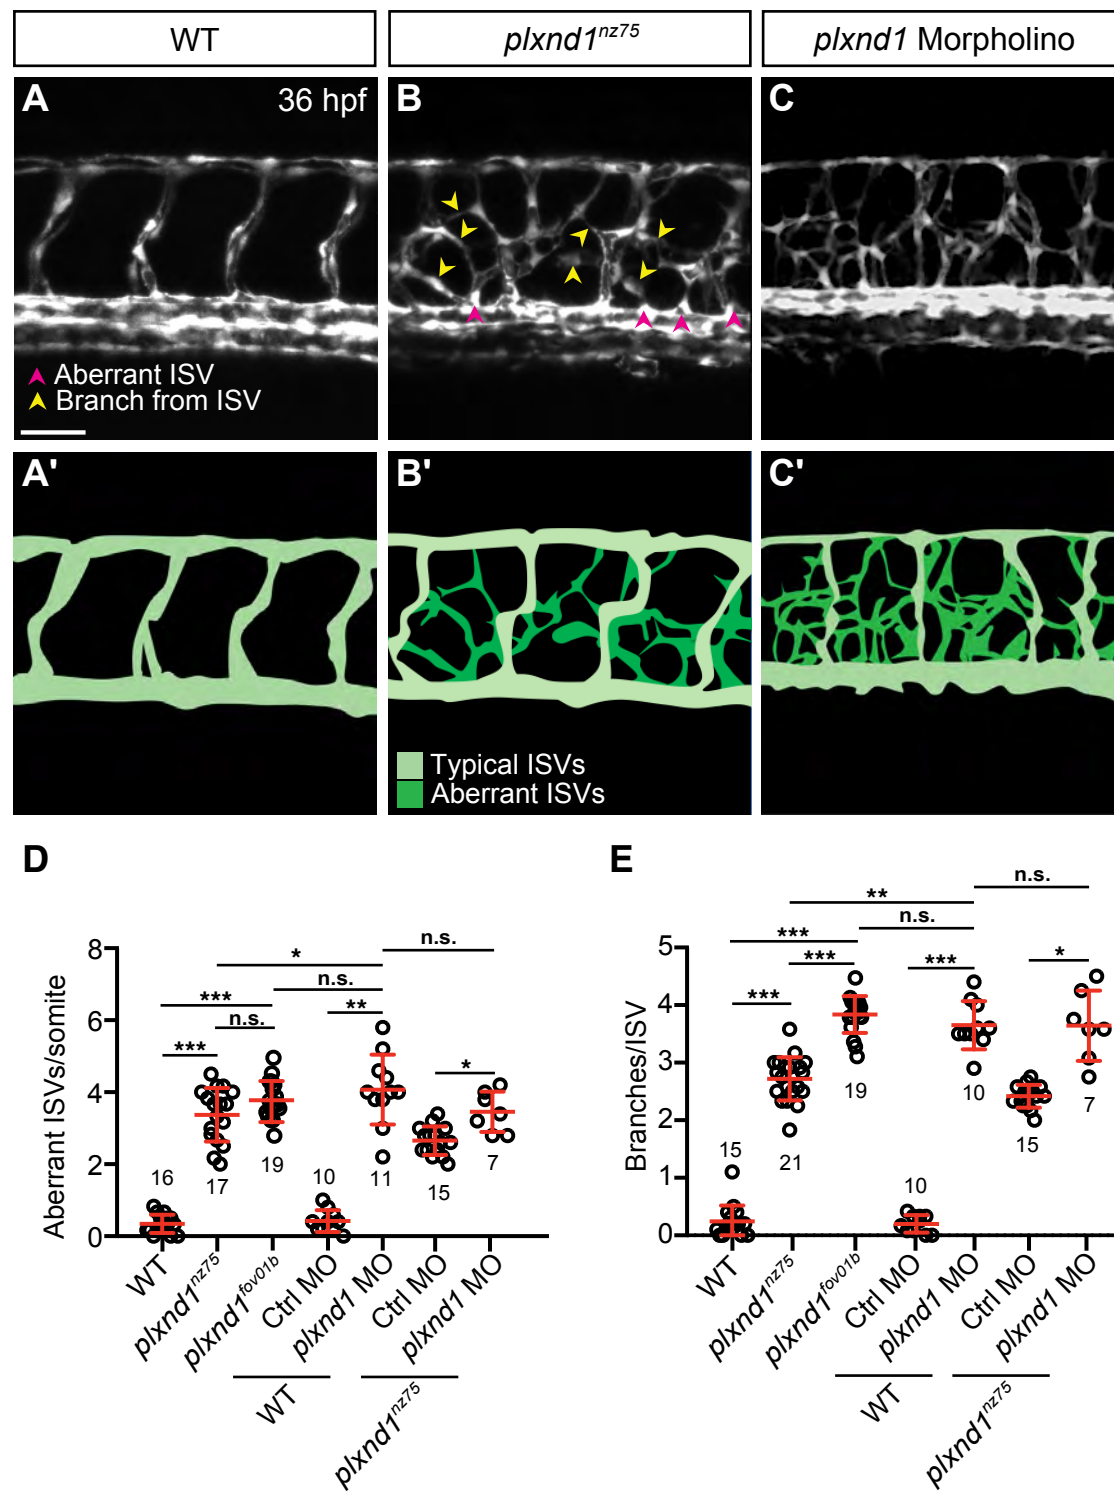 WT
plxnd1nz75
plxnd1 Morpholino
A
36 hpf
B
C
Aberrant ISV
Branch from ISV
A'
B'
C'
Typical ISVs
Aberrant ISVs
D
Aberrant ISVs/somite
8
6
4
2
0
***
***
n.s.
*
n.s.
**
n.s.
*
16
17
19
10
11
15
7
WT
plxnd1nz75
plxnd1fov01b
Ctrl MO
plxnd1 MO
Ctrl MO
plxnd1 MO
WT
plxnd1nz75
E
Branches/ISV
5
4
3
2
1
0
***
***
***
**
n.s.
***
n.s.
*
15
21
19
10
10
15
7
WT
plxnd1nz75
plxnd1fov01b
Ctrl MO
plxnd1 MO
Ctrl MO
plxnd1 MO
WT
plxnd1nz75